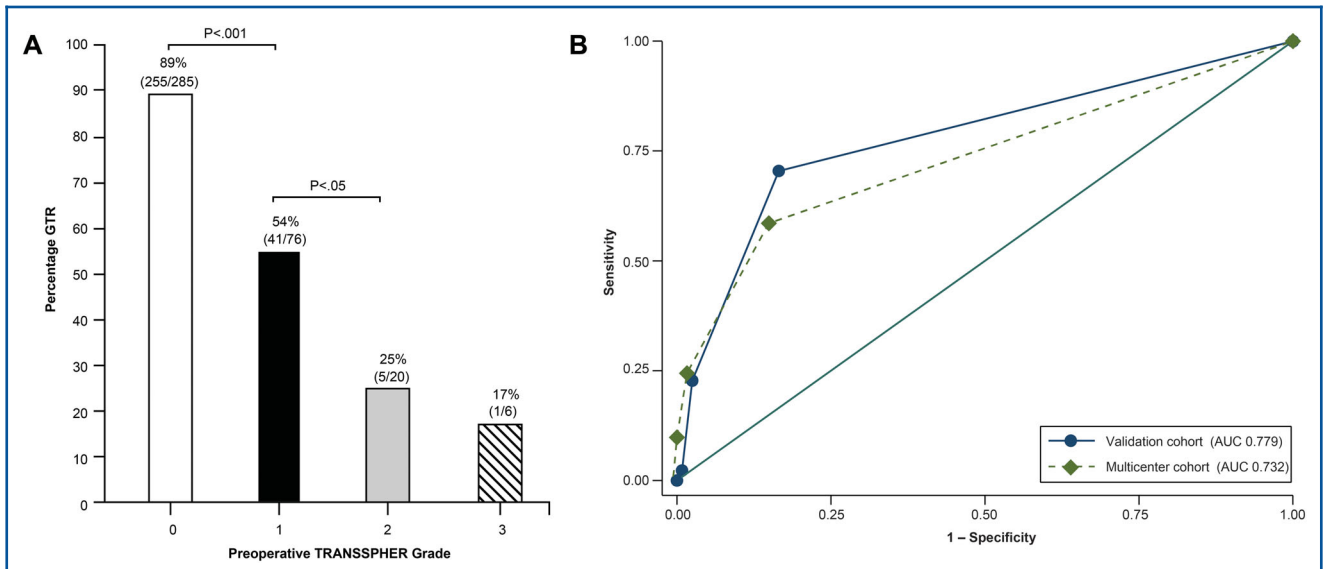 A
P<.001
100
89%
(255/285)
90
80
70
P<.05
60
54%
(41/76)
50
40
30
25%
(5/20)
20
17%
(1/6)
10
0
Percentage GTR
0 1 2 3
Preoperative TRANSSPHER Grade
B
1.00
0.75
0.50
0.25
0.00
Sensitivity
Validation cohort (AUC 0.779)
Multicenter cohort (AUC 0.732)
0.00 0.25 0.50 0.75 1.00
1 – Specificity